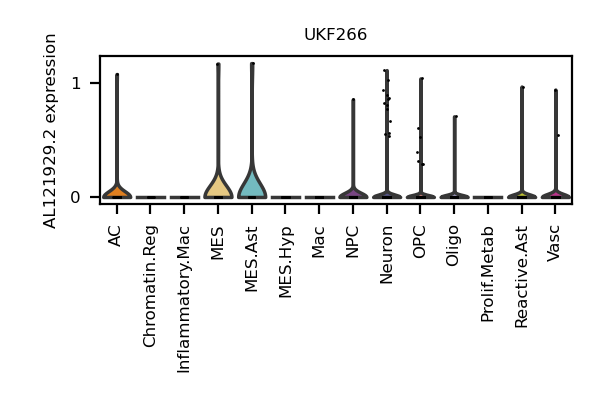 UKF266
AL121929.2 expression
1
0
AC
Chromatin.Reg
Inflammatory.Mac
MES
MES.Ast
MES.Hyp
Mac
NPC
Neuron
OPC
Oligo
Prolif.Metab
Reactive.Ast
Vasc